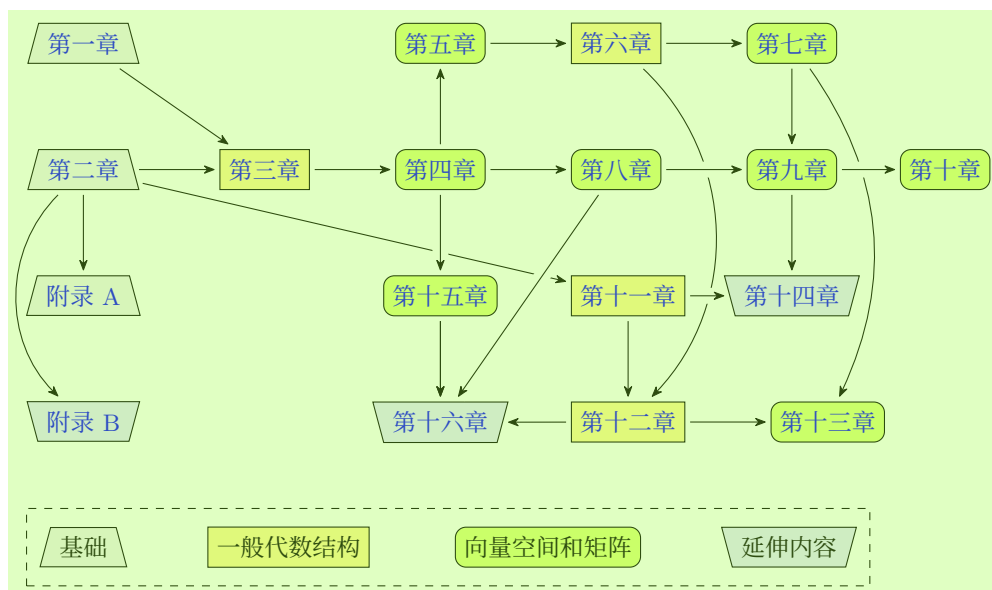 第一章 第五章 第六章 第七章
第二章 第三章 第四章 第八章 第九章 第十章
附录 A 第十五章 第十一章 第十四章
附录 B 第十六章 第十二章 第十三章
基础 一般代数结构 向量空间和矩阵 延伸内容